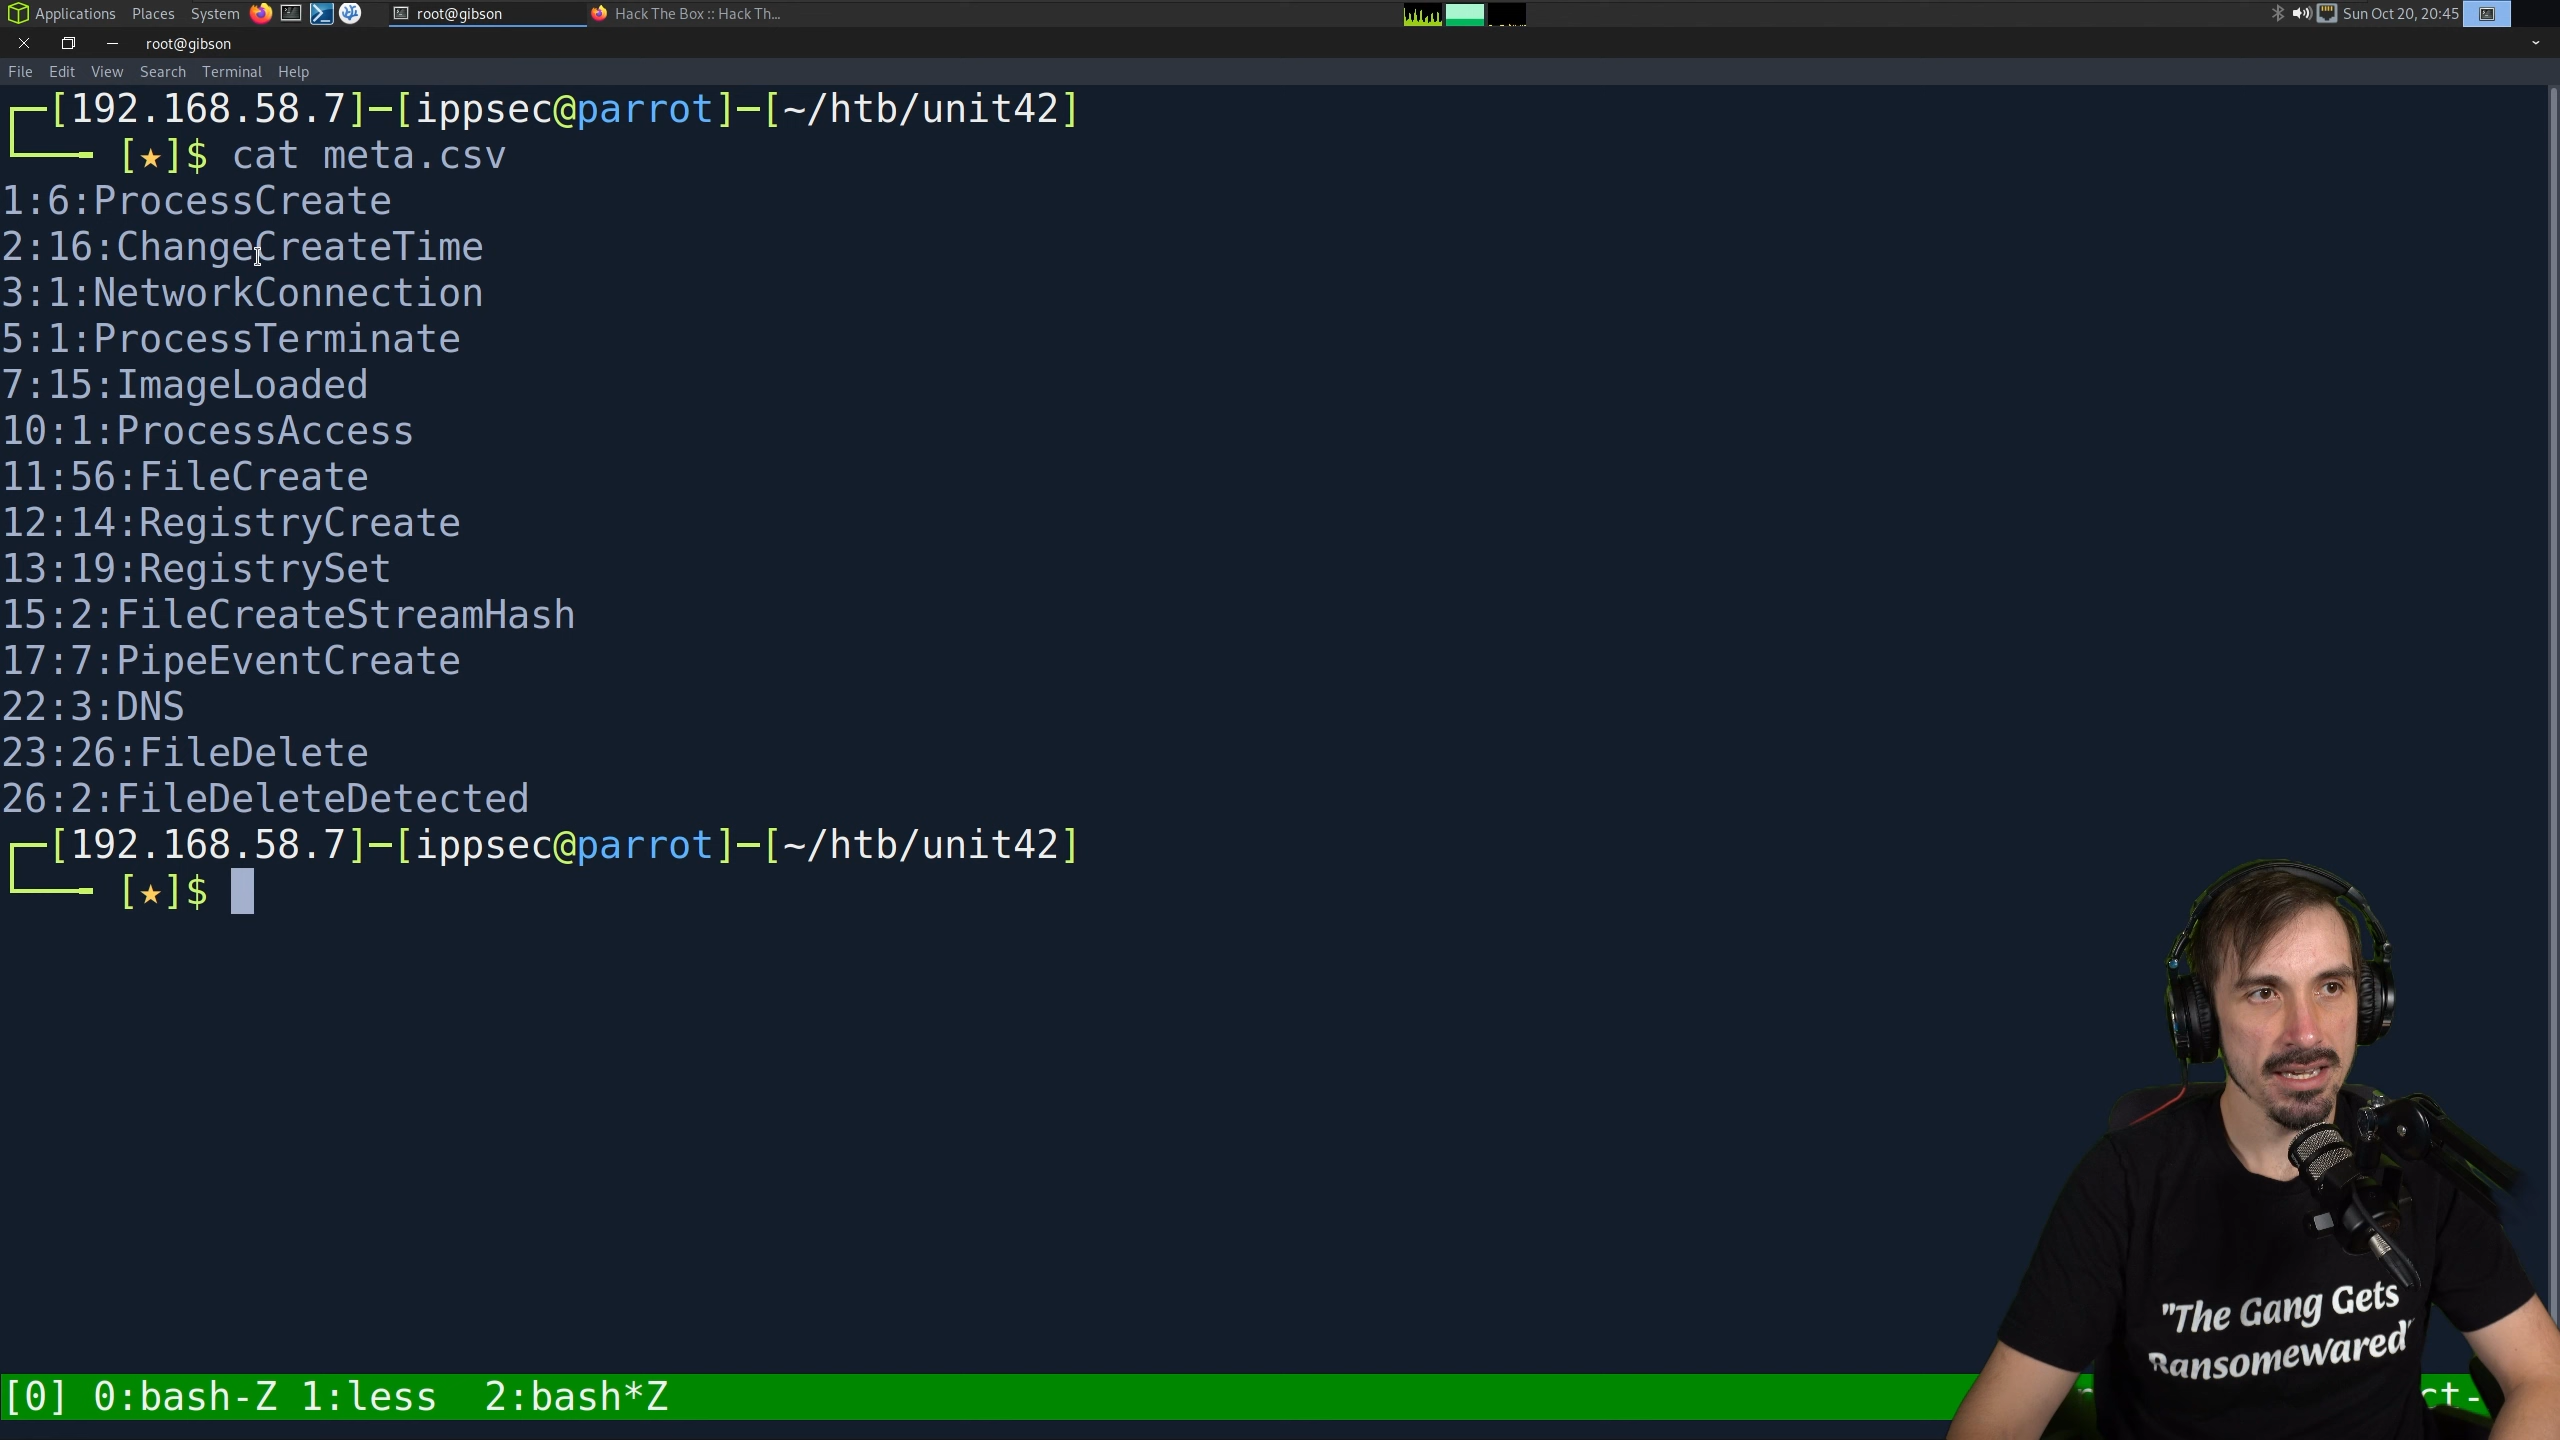 Applications Places System root@gibson Hack The Box :: Hack Th... Sun Oct 20, 20:45
root@gibson
File Edit View Search Terminal Help
┌─[192.168.58.7]─[ippsec@parrot]─[~/htb/unit42]
└──╼ [★]$ cat meta.csv
1:6:ProcessCreate
2:16:ChangeCreateTime
3:1:NetworkConnection
5:1:ProcessTerminate
7:15:ImageLoaded
10:1:ProcessAccess
11:56:FileCreate
12:14:RegistryCreate
13:19:RegistrySet
15:2:FileCreateStreamHash
17:7:PipeEventCreate
22:3:DNS
23:26:FileDelete
26:2:FileDeleteDetected
┌─[192.168.58.7]─[ippsec@parrot]─[~/htb/unit42]
└──╼ [★]$
"The Gang Gets
Ransomewared"
[0] 0:bash-Z 1:less 2:bash*Z